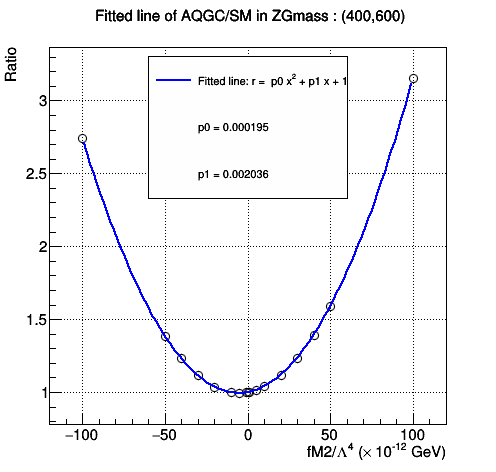 Fitted line of AQGC/SM in ZGmass : (400,600)
Ratio
Fitted line: r = p0 x² + p1 x + 1
p0 = 0.000195
p1 = 0.002036
3
2.5
2
1.5
1
−100 −50 0 50 100
fM2/Λ⁴ (× 10⁻¹² GeV)